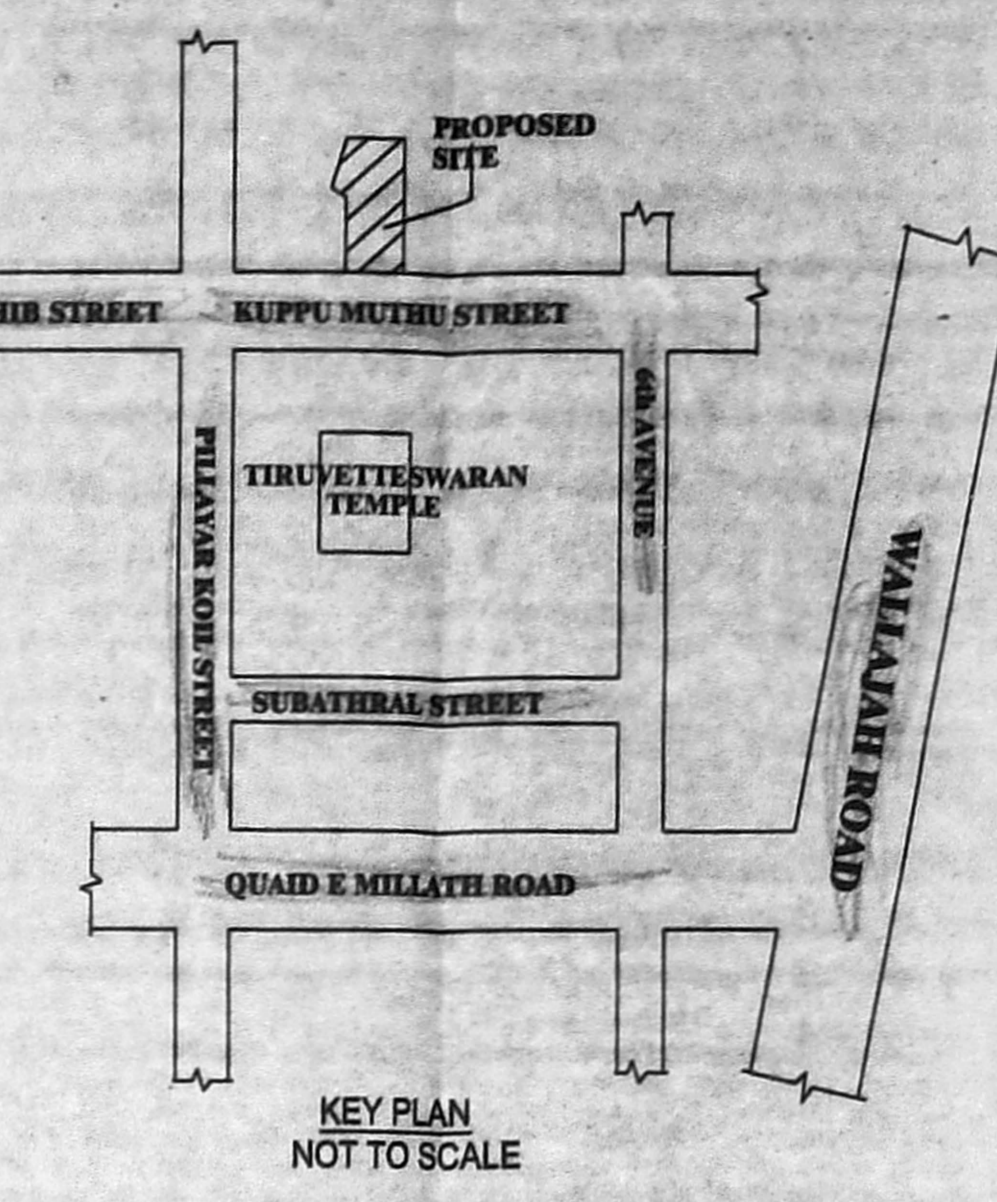 PROPOSED
SITE
HIB STREET
KUPPU MUTHU STREET
6th AVENUE
PILLAYAR KOIL STREET
TIRUVETTESWARAN
TEMPLE
WALLAJAH ROAD
SUBATHRAL STREET
QUAID E MILLATH ROAD
KEY PLAN
NOT TO SCALE